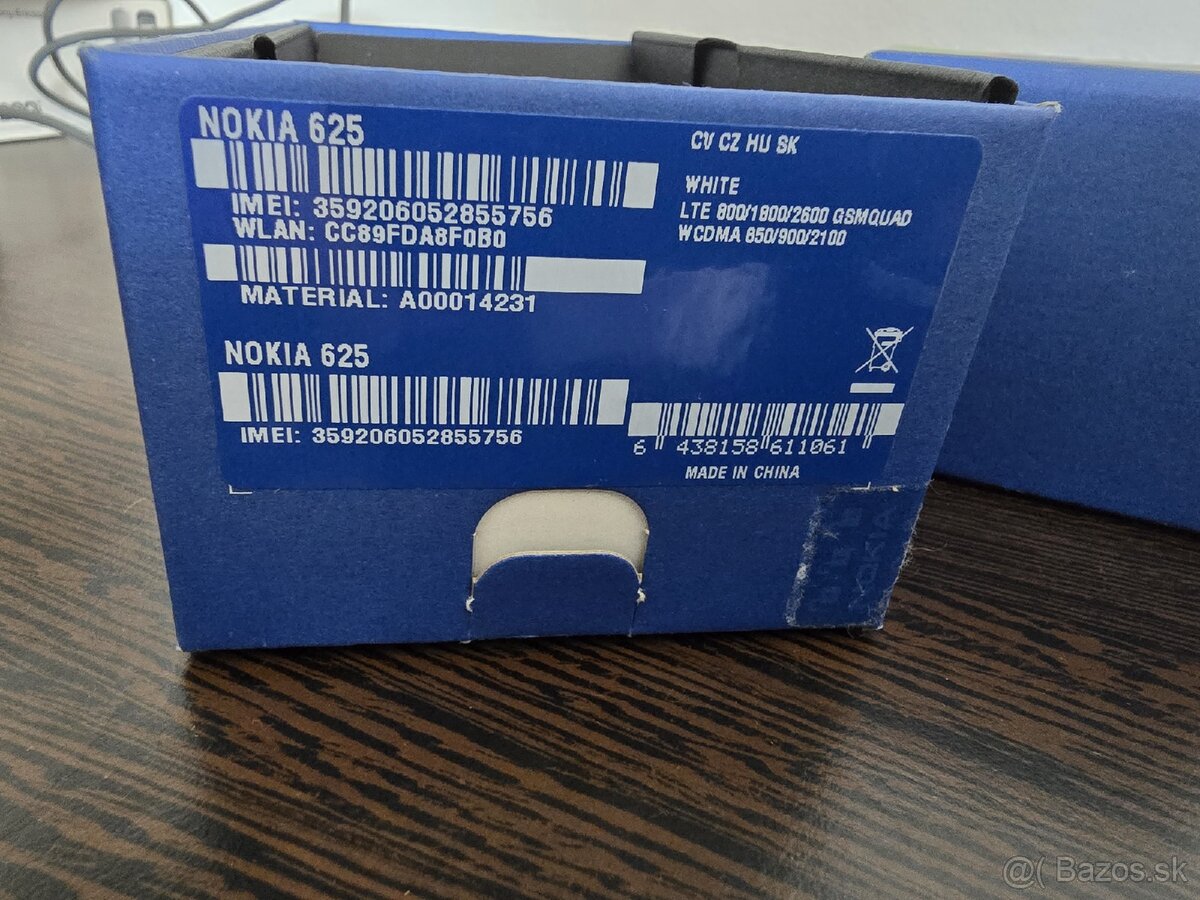 NOKIA 625
IMEI: 359206052855756
WLAN: CC89FDA8F0B0
MATERIAL: A00014231
NOKIA 625
IMEI: 359206052855756
CV CZ HU SK
WHITE
LTE 800/1800/2600 GSMQUAD
WCDMA 850/900/2100
6 438158 611061
MADE IN CHINA
NOKIA
@( Bazos.sk